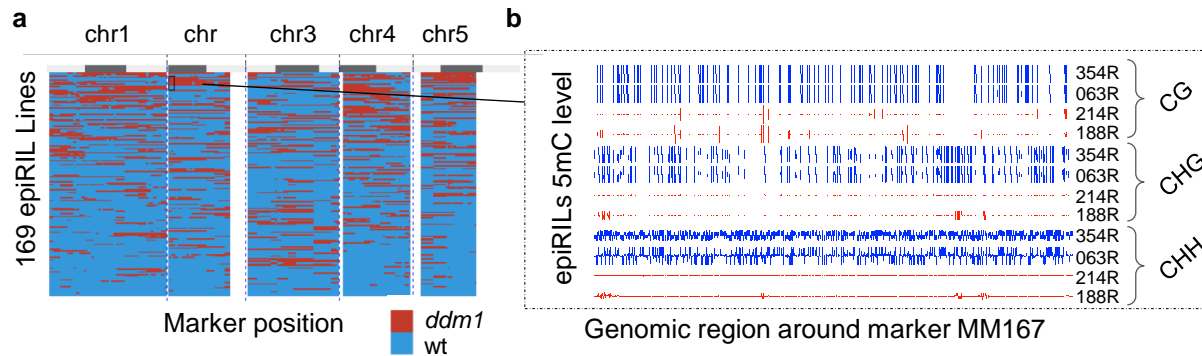 a
chr1 chr chr3 chr4 chr5
169 epiRIL Lines
Marker position
ddm1
wt
b
epiRILs 5mC level
354R
063R
214R
188R
CG
354R
063R
214R
188R
CHG
354R
063R
214R
188R
CHH
Genomic region around marker MM167